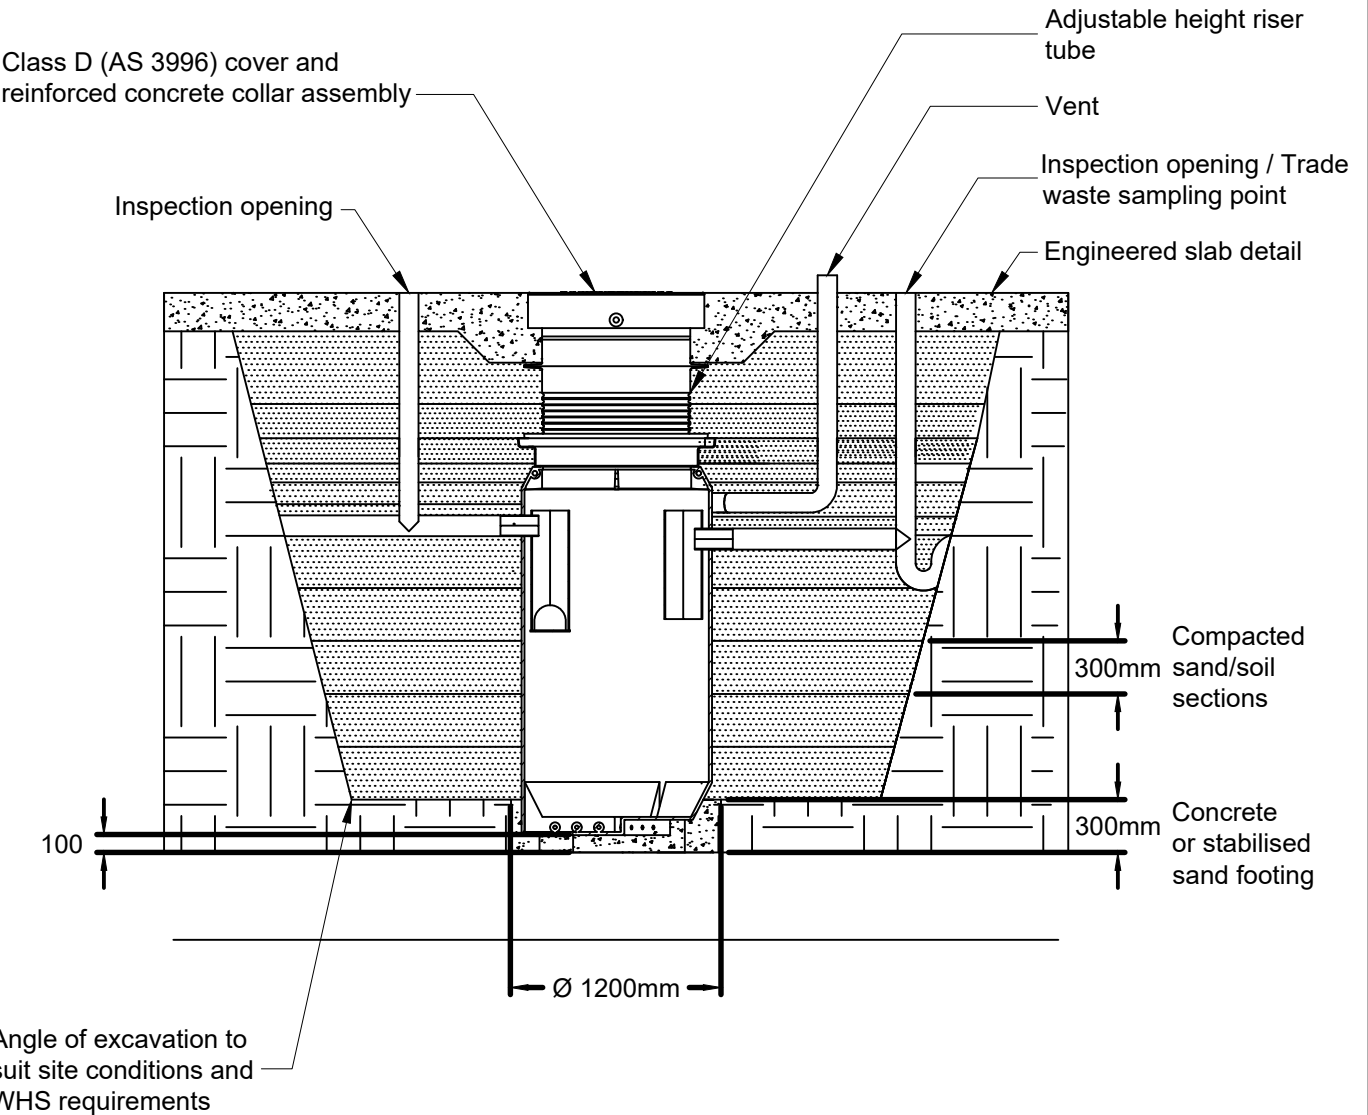 Adjustable height riser
tube
Class D (AS 3996) cover and
reinforced concrete collar assembly
Vent
Inspection opening / Trade
waste sampling point
Inspection opening
Engineered slab detail
300mm
Compacted
sand/soil
sections
100
300mm
Concrete
or stabilised
sand footing
Ø 1200mm
Angle of excavation to
suit site conditions and
WHS requirements